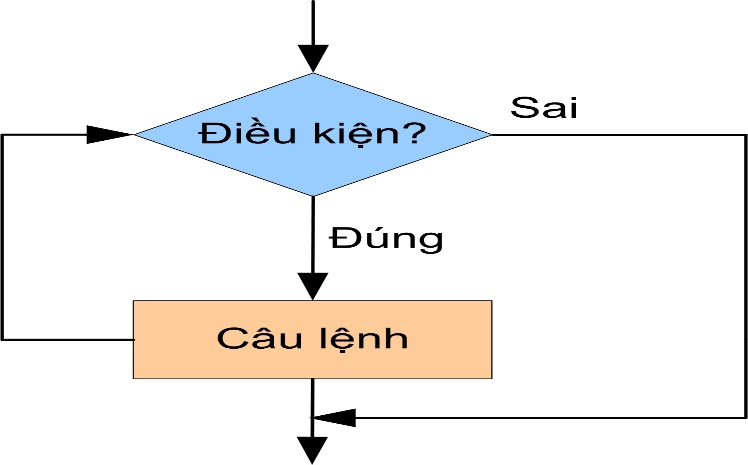 Sai
Điều kiện?
Đúng
Câu lệnh